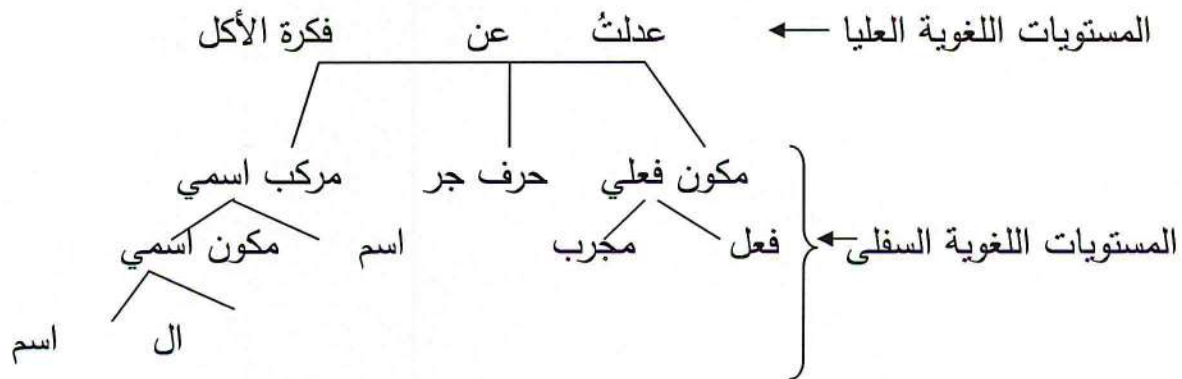 المستويات اللغوية العليا ← عدلتُ عن فكرة الأكل
مكون فعلي حرف جر مركب اسمي
المستويات اللغوية السفلى ← فعل مجرب اسم مكون اسمي
ال اسم